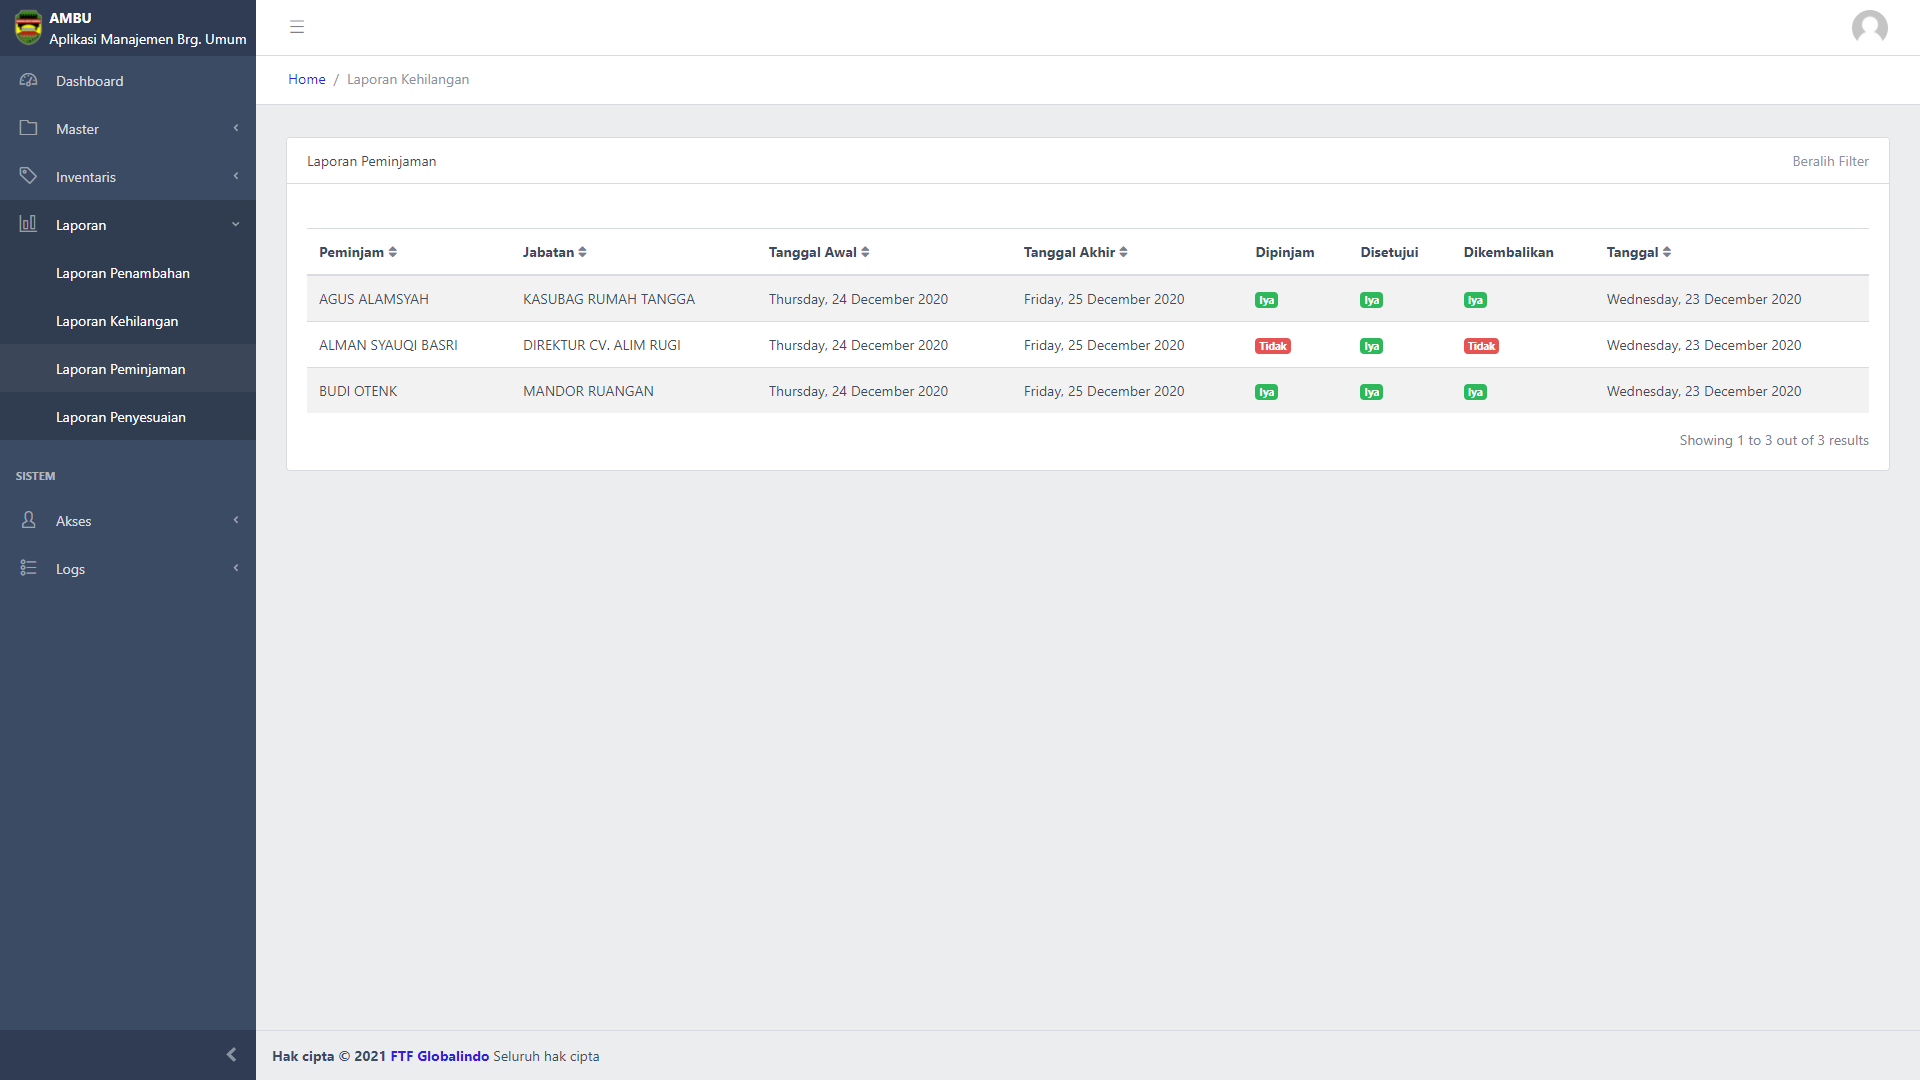 AMBU
Aplikasi Manajemen Brg. Umum
Dashboard
Master
Inventaris
Laporan
Laporan Penambahan
Laporan Kehilangan
Laporan Peminjaman
Laporan Penyesuaian
SISTEM
Akses
Logs
Home / Laporan Kehilangan
Laporan Peminjaman Beralih Filter
Peminjam Jabatan Tanggal Awal Tanggal Akhir Dipinjam Disetujui Dikembalikan Tanggal
AGUS ALAMSYAH KASUBAG RUMAH TANGGA Thursday, 24 December 2020 Friday, 25 December 2020 Iya Iya Iya Wednesday, 23 December 2020
ALMAN SYAUQI BASRI DIREKTUR CV. ALIM RUGI Thursday, 24 December 2020 Friday, 25 December 2020 Tidak Iya Tidak Wednesday, 23 December 2020
BUDI OTENK MANDOR RUANGAN Thursday, 24 December 2020 Friday, 25 December 2020 Iya Iya Iya Wednesday, 23 December 2020
Showing 1 to 3 out of 3 results
Hak cipta © 2021 FTF Globalindo Seluruh hak cipta